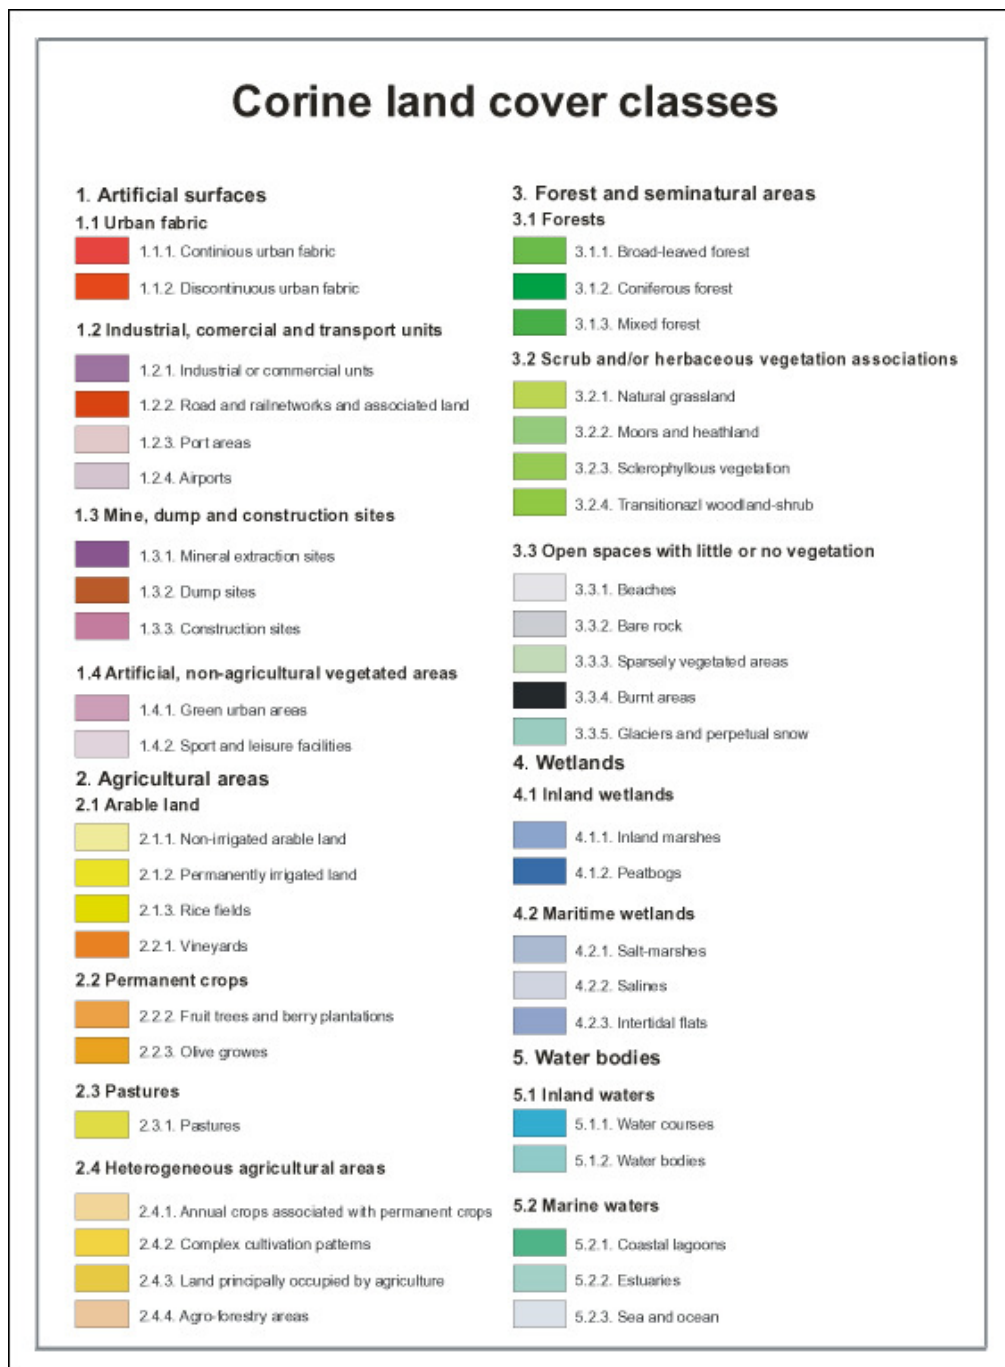 Corine land cover classes
1. Artificial surfaces
1.1 Urban fabric
1.1.1. Continious urban fabric
1.1.2. Discontinuous urban fabric
1.2 Industrial, comercial and transport units
1.2.1. Industrial or commercial unts
1.2.2. Road and railnetworks and associated land
1.2.3. Port areas
1.2.4. Airports
1.3 Mine, dump and construction sites
1.3.1. Mineral extraction sites
1.3.2. Dump sites
1.3.3. Construction sites
1.4 Artificial, non-agricultural vegetated areas
1.4.1. Green urban areas
1.4.2. Sport and leisure facilities
2. Agricultural areas
2.1 Arable land
2.1.1. Non-irrigated arable land
2.1.2. Permanently irrigated land
2.1.3. Rice fields
2.2.1. Vineyards
2.2 Permanent crops
2.2.2. Fruit trees and berry plantations
2.2.3. Olive growes
2.3 Pastures
2.3.1. Pastures
2.4 Heterogeneous agricultural areas
2.4.1. Annual crops associated with permanent crops
2.4.2. Complex cultivation patterns
2.4.3. Land principally occupied by agriculture
2.4.4. Agro-forestry areas
3. Forest and seminatural areas
3.1 Forests
3.1.1. Broad-leaved forest
3.1.2. Coniferous forest
3.1.3. Mixed forest
3.2 Scrub and/or herbaceous vegetation associations
3.2.1. Natural grassland
3.2.2. Moors and heathland
3.2.3. Sclerophyllous vegetation
3.2.4. Transitionazl woodland-shrub
3.3 Open spaces with little or no vegetation
3.3.1. Beaches
3.3.2. Bare rock
3.3.3. Sparsely vegetated areas
3.3.4. Burnt areas
3.3.5. Glaciers and perpetual snow
4. Wetlands
4.1 Inland wetlands
4.1.1. Inland marshes
4.1.2. Peatbogs
4.2 Maritime wetlands
4.2.1. Salt-marshes
4.2.2. Salines
4.2.3. Intertidal flats
5. Water bodies
5.1 Inland waters
5.1.1. Water courses
5.1.2. Water bodies
5.2 Marine waters
5.2.1. Coastal lagoons
5.2.2. Estuaries
5.2.3. Sea and ocean